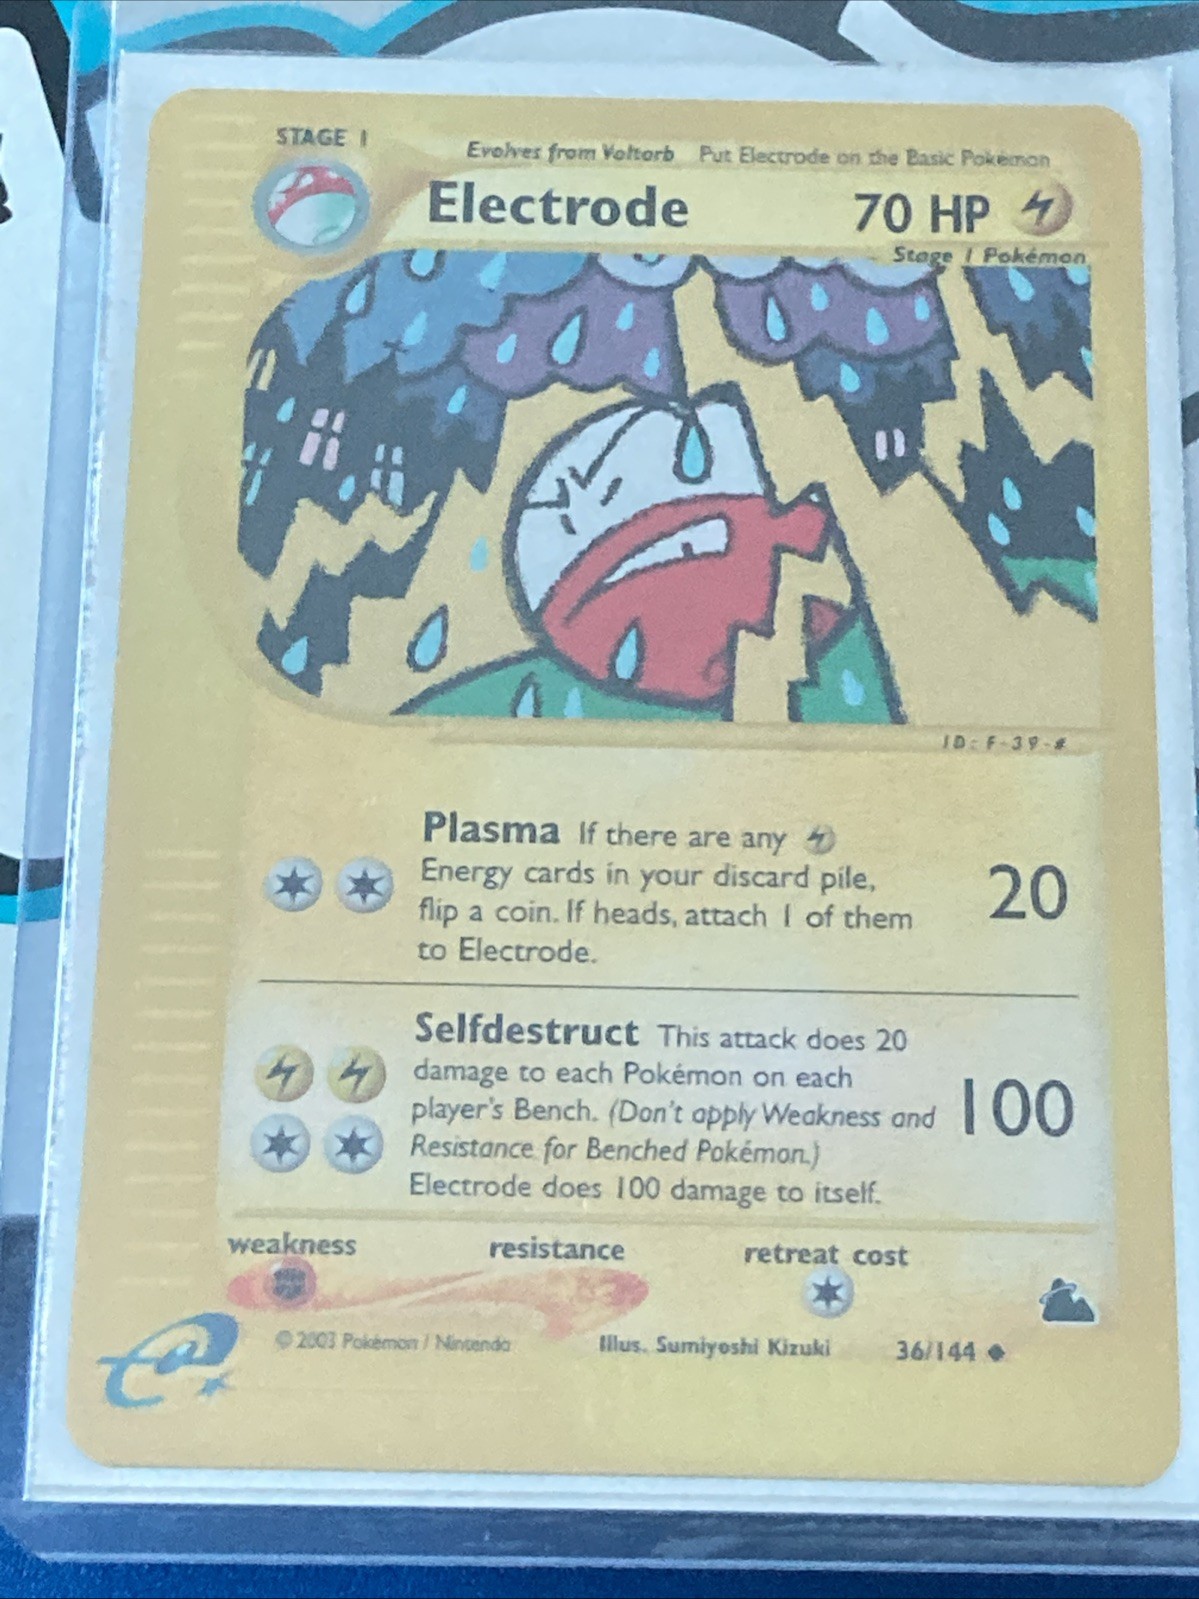 STAGE 1
Evolves from Voltorb Put Electrode on the Basic Pokémon
Electrode 70 HP
Stage 1 Pokémon
ID: F-39-#
Plasma If there are any
Energy cards in your discard pile,
flip a coin. If heads, attach 1 of them
to Electrode.
20
Selfdestruct This attack does 20
damage to each Pokémon on each
player's Bench. (Don't apply Weakness and
Resistance for Benched Pokémon.)
Electrode does 100 damage to itself.
100
weakness resistance retreat cost
e
© 2003 Pokémon / Nintendo Illus. Sumiyoshi Kizuki 36/144